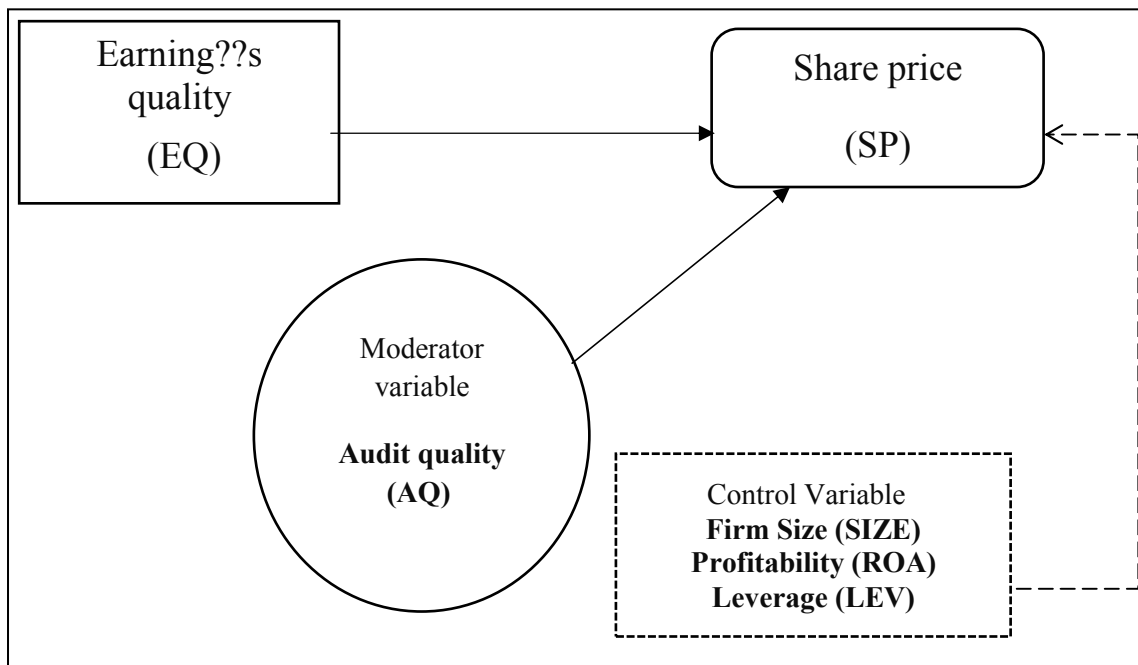 Earning??s
quality
(EQ)
Share price
(SP)
Moderator
variable
Audit quality
(AQ)
Control Variable
Firm Size (SIZE)
Profitability (ROA)
Leverage (LEV)